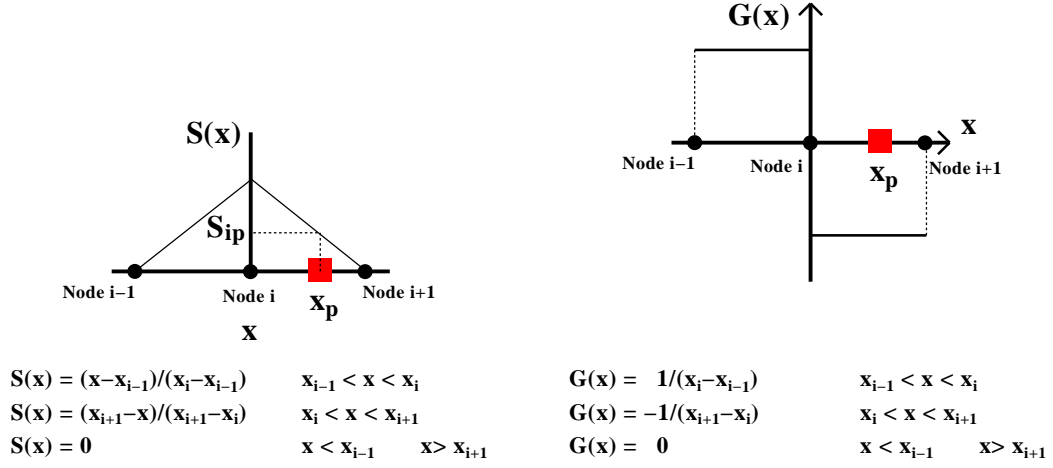 S(x)
S_ip
Node i−1
Node i
x_p
Node i+1
x
S(x) = (x−x_{i−1})/(x_i−x_{i−1}) x_{i−1} < x < x_i
S(x) = (x_{i+1}−x)/(x_{i+1}−x_i) x_i < x < x_{i+1}
S(x) = 0 x < x_{i−1} x> x_{i+1}
G(x)
x
Node i−1
Node i
x_p
Node i+1
G(x) = 1/(x_i−x_{i−1}) x_{i−1} < x < x_i
G(x) = −1/(x_{i+1}−x_i) x_i < x < x_{i+1}
G(x) = 0 x < x_{i−1} x> x_{i+1}